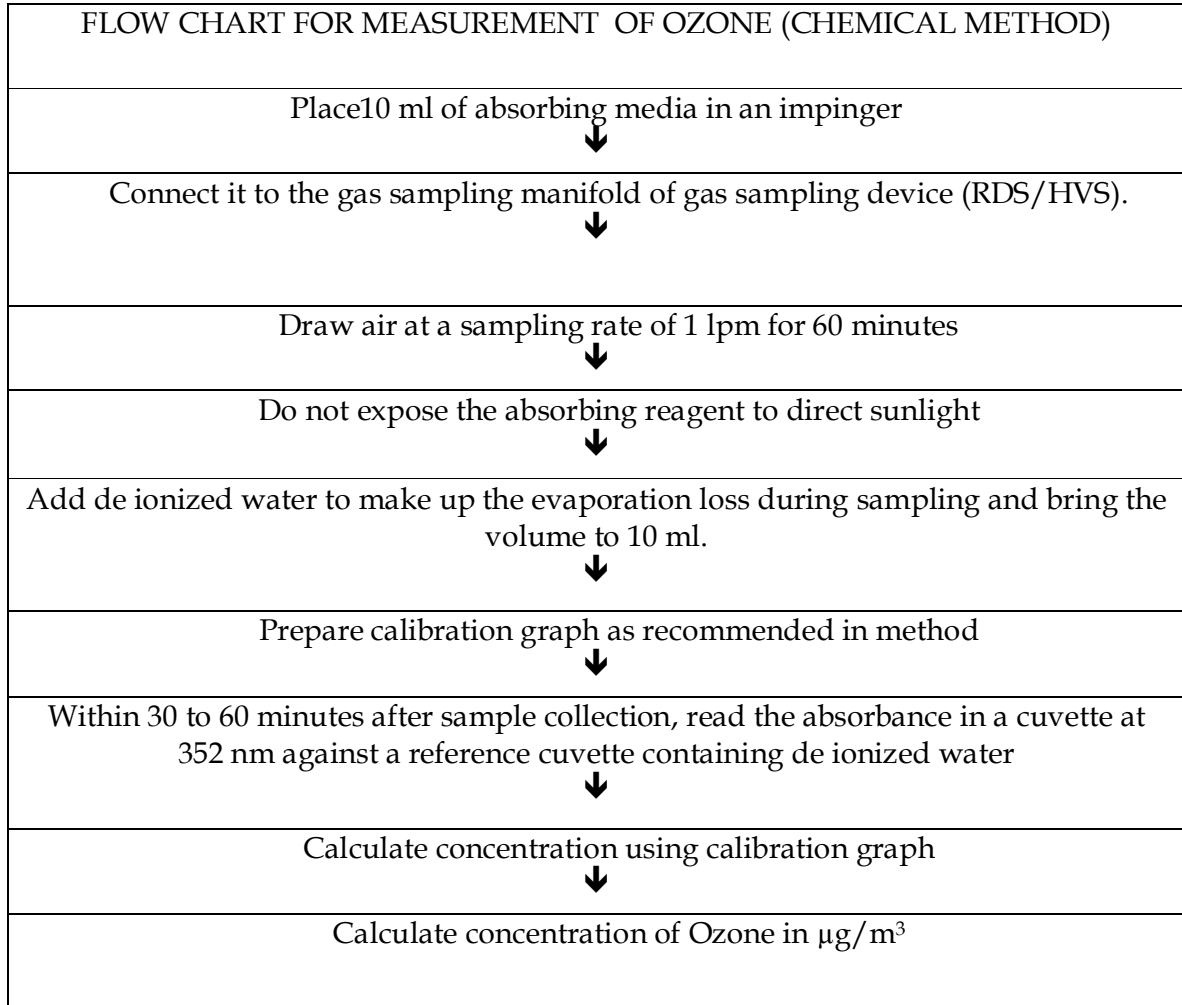 FLOW CHART FOR MEASUREMENT OF OZONE (CHEMICAL METHOD)
Place10 ml of absorbing media in an impinger
Connect it to the gas sampling manifold of gas sampling device (RDS/HVS).
Draw air at a sampling rate of 1 lpm for 60 minutes
Do not expose the absorbing reagent to direct sunlight
Add de ionized water to make up the evaporation loss during sampling and bring the
volume to 10 ml.
Prepare calibration graph as recommended in method
Within 30 to 60 minutes after sample collection, read the absorbance in a cuvette at
352 nm against a reference cuvette containing de ionized water
Calculate concentration using calibration graph
Calculate concentration of Ozone in µg/m³